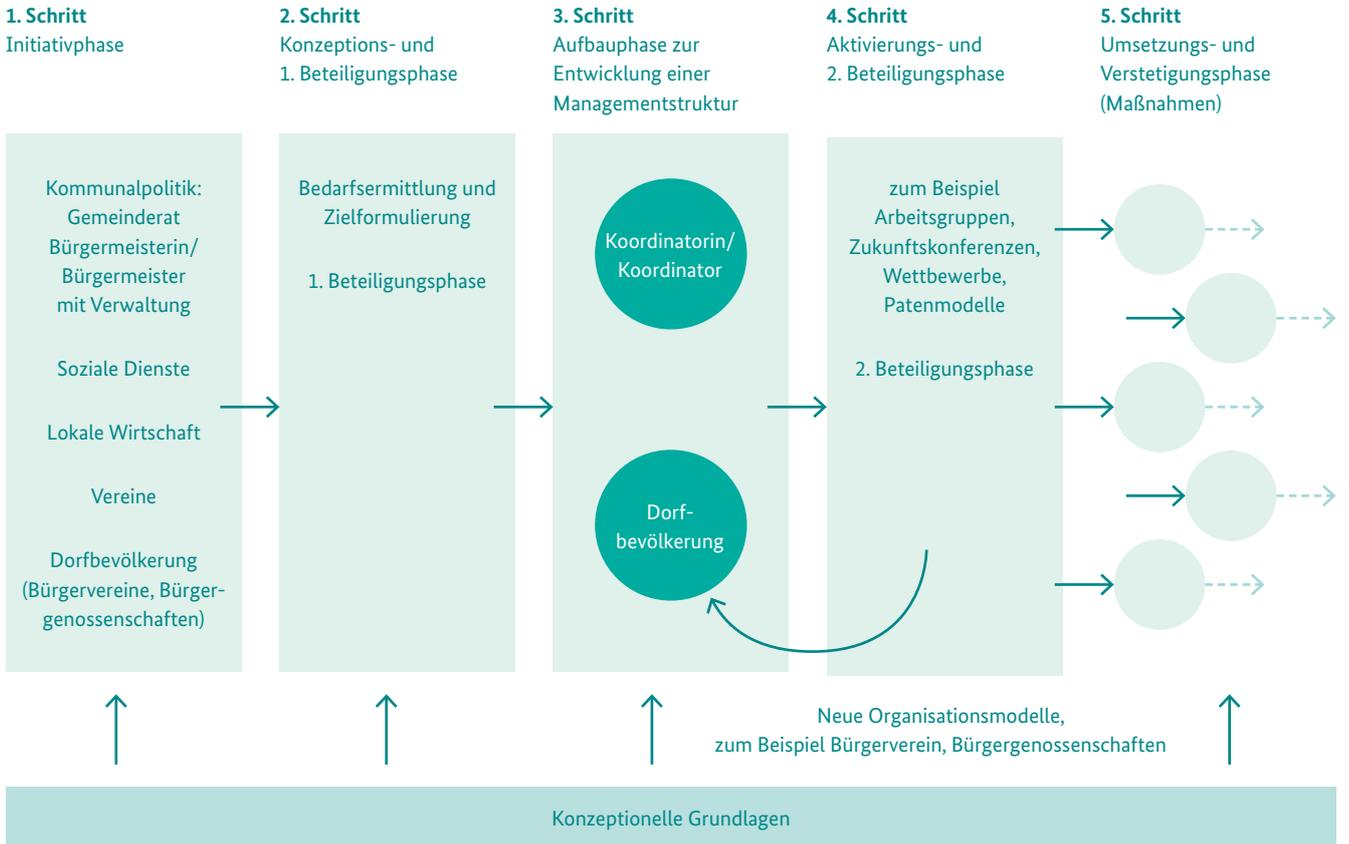 1. Schritt
Initiativphase
2. Schritt
Konzeptions- und
1. Beteiligungsphase
3. Schritt
Aufbauphase zur
Entwicklung einer
Managementstruktur
4. Schritt
Aktivierungs- und
2. Beteiligungsphase
5. Schritt
Umsetzungs- und
Verstetigungsphase
(Maßnahmen)
Kommunalpolitik:
Gemeinderat
Bürgermeisterin/
Bürgermeister
mit Verwaltung
Soziale Dienste
Lokale Wirtschaft
Vereine
Dorfbevölkerung
(Bürgervereine, Bürger-
genossenschaften)
Bedarfsermittlung und
Zielformulierung
1. Beteiligungsphase
Koordinatorin/
Koordinator
Dorf-
bevölkerung
zum Beispiel
Arbeitsgruppen,
Zukunftskonferenzen,
Wettbewerbe,
Patenmodelle
2. Beteiligungsphase
Neue Organisationsmodelle,
zum Beispiel Bürgerverein, Bürgergenossenschaften
Konzeptionelle Grundlagen